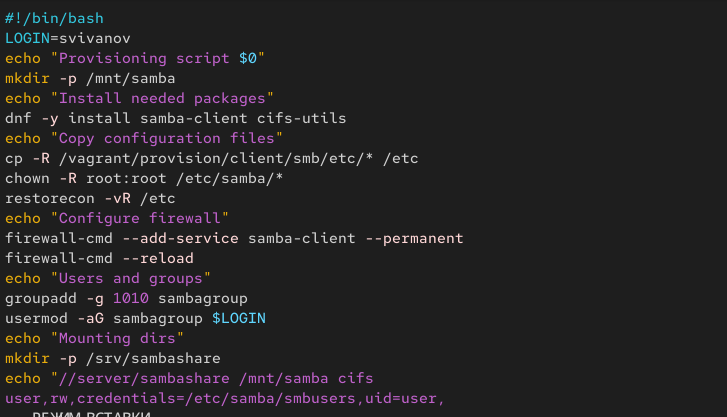 #!/bin/bash
LOGIN=svivanov
echo "Provisioning script $0"
mkdir -p /mnt/samba
echo "Install needed packages"
dnf -y install samba-client cifs-utils
echo "Copy configuration files"
cp -R /vagrant/provision/client/smb/etc/* /etc
chown -R root:root /etc/samba/*
restorecon -vR /etc
echo "Configure firewall"
firewall-cmd --add-service samba-client --permanent
firewall-cmd --reload
echo "Users and groups"
groupadd -g 1010 sambagroup
usermod -aG sambagroup $LOGIN
echo "Mounting dirs"
mkdir -p /srv/sambashare
echo "//server/sambashare /mnt/samba cifs
user,rw,credentials=/etc/samba/smbusers,uid=user,
РЕЖИМ ВСТАВКИ